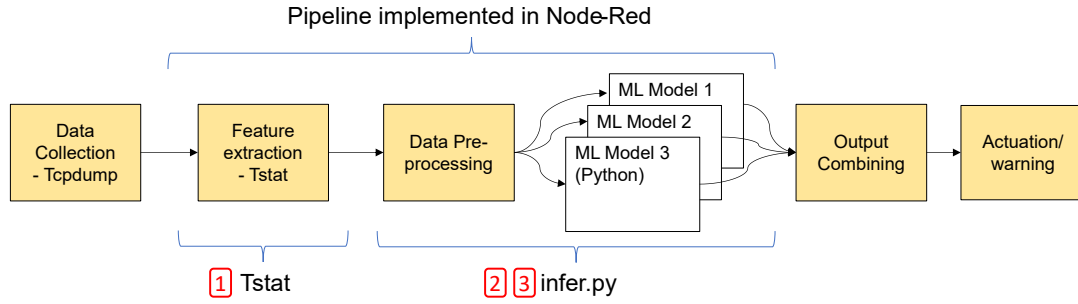 Pipeline implemented in Node-Red
Data
Collection
- Tcpdump
Feature
extraction
- Tstat
Data Pre-
processing
ML Model 1
ML Model 2
ML Model 3
(Python)
Output
Combining
Actuation/
warning
1 Tstat
2 3 infer.py